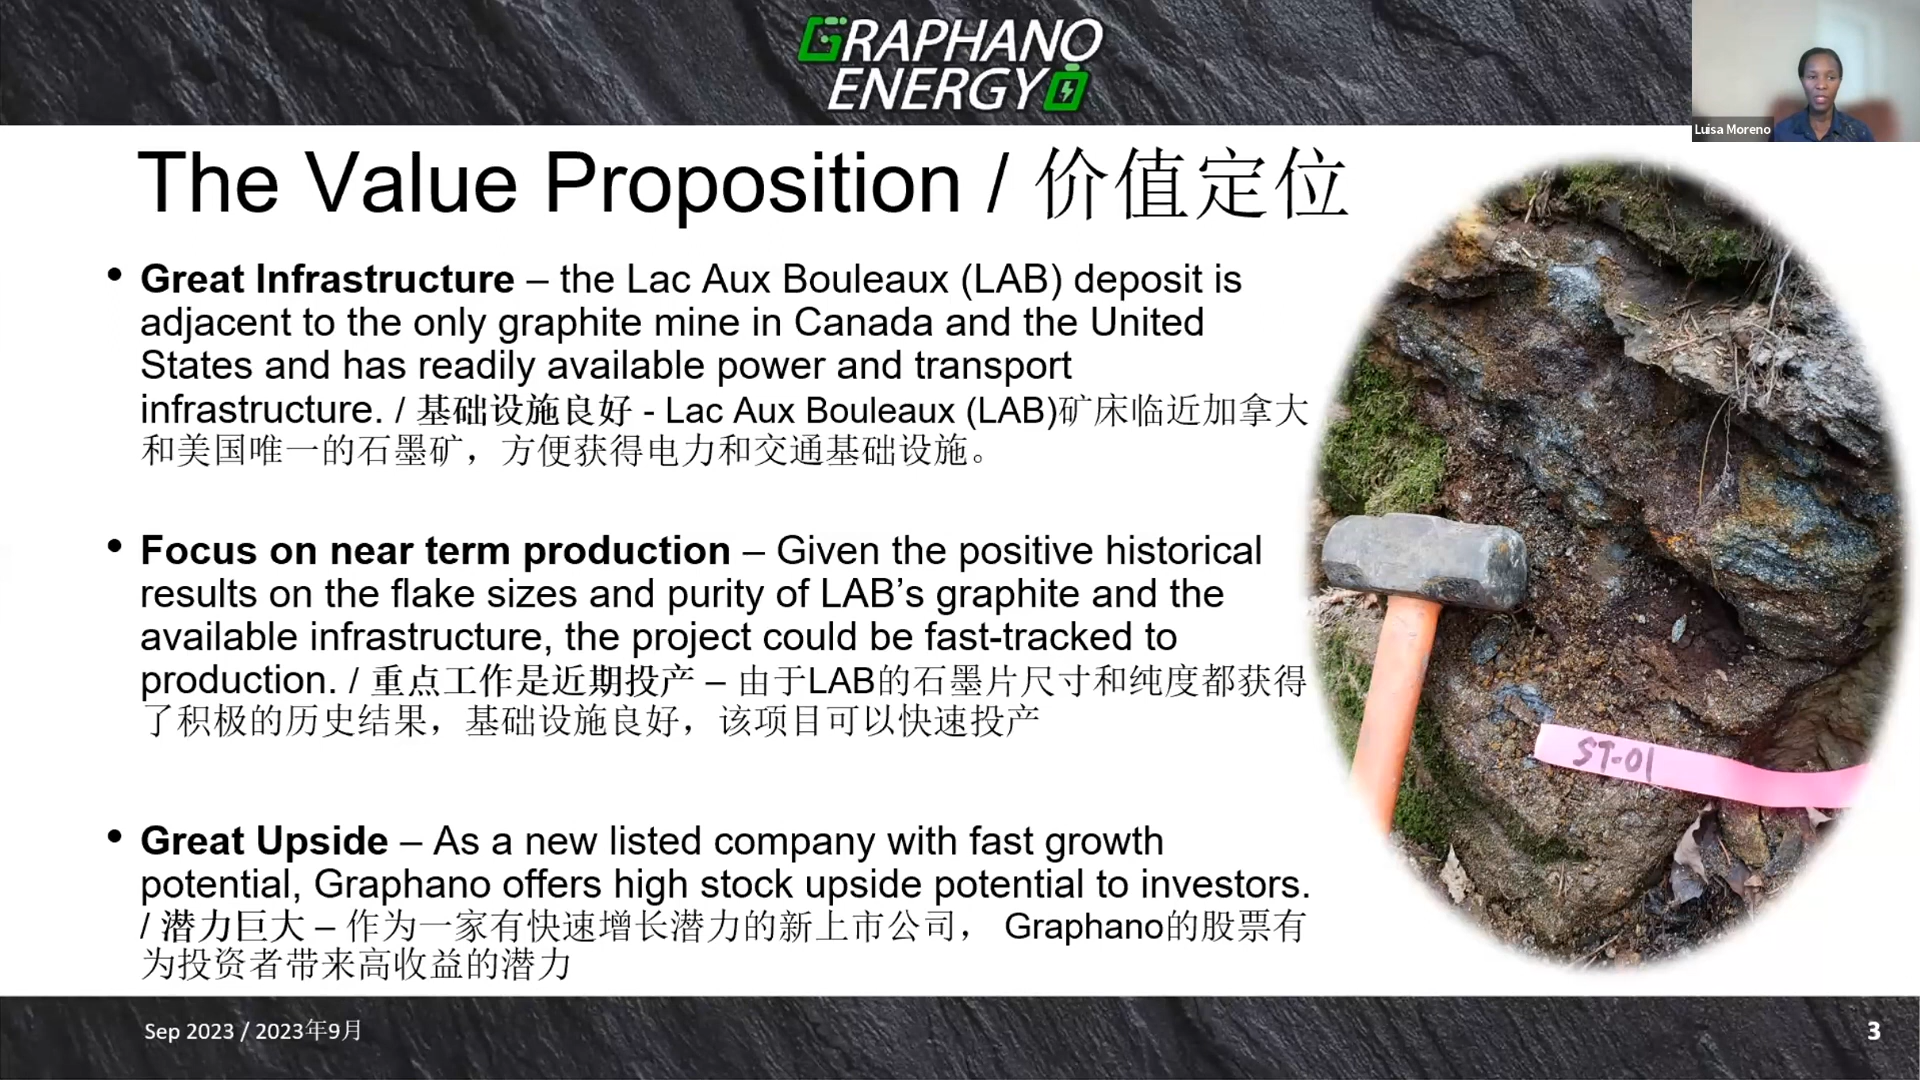 GRAPHANO
ENERGY
Luisa Moreno
The Value Proposition / 价值定位
• Great Infrastructure – the Lac Aux Bouleaux (LAB) deposit is
adjacent to the only graphite mine in Canada and the United
States and has readily available power and transport
infrastructure. / 基础设施良好 - Lac Aux Bouleaux (LAB)矿床临近加拿大
和美国唯一的石墨矿，方便获得电力和交通基础设施。
• Focus on near term production – Given the positive historical
results on the flake sizes and purity of LAB’s graphite and the
available infrastructure, the project could be fast-tracked to
production. / 重点工作是近期投产 – 由于LAB的石墨片尺寸和纯度都获得
了积极的历史结果，基础设施良好，该项目可以快速投产
• Great Upside – As a new listed company with fast growth
potential, Graphano offers high stock upside potential to investors.
/ 潜力巨大 – 作为一家有快速增长潜力的新上市公司， Graphano的股票有
为投资者带来高收益的潜力
ST-01
Sep 2023 / 2023年9月
3